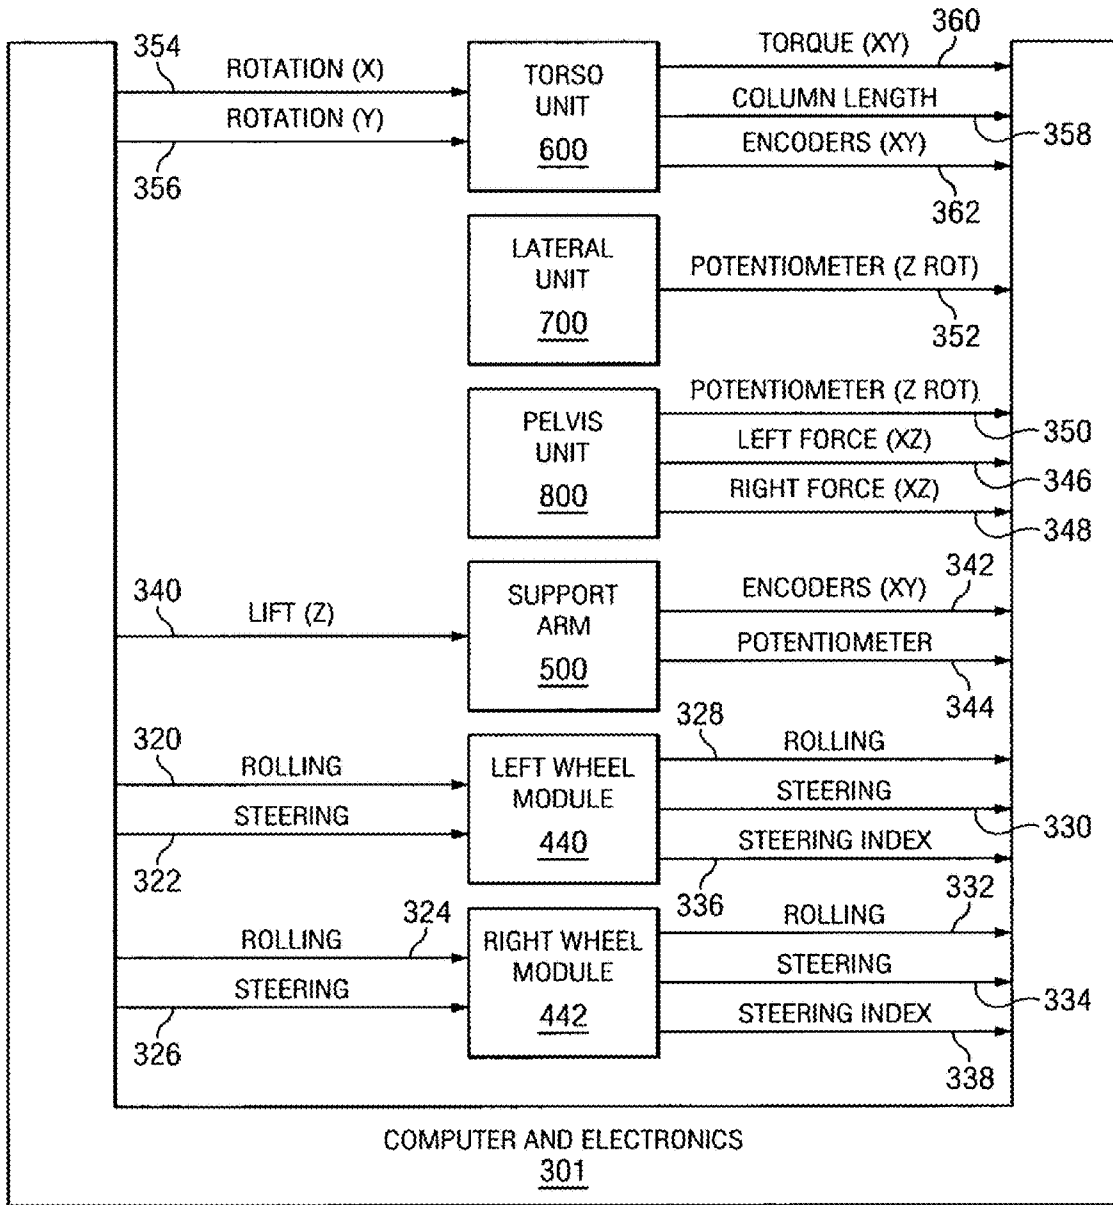 360
354
TORQUE (XY)
ROTATION (X)
TORSO
UNIT
600
COLUMN LENGTH
ROTATION (Y)
358
ENCODERS (XY)
356
362
LATERAL
UNIT
700
POTENTIOMETER (Z ROT)
352
POTENTIOMETER (Z ROT)
PELVIS
UNIT
800
350
LEFT FORCE (XZ)
346
RIGHT FORCE (XZ)
348
340
LIFT (Z)
SUPPORT
ARM
500
342
ENCODERS (XY)
POTENTIOMETER
344
320
ROLLING
LEFT WHEEL
MODULE
440
328
ROLLING
STEERING
322
STEERING
330
STEERING INDEX
336
324
ROLLING
RIGHT WHEEL
MODULE
442
332
ROLLING
STEERING
326
STEERING
334
STEERING INDEX
338
COMPUTER AND ELECTRONICS
301